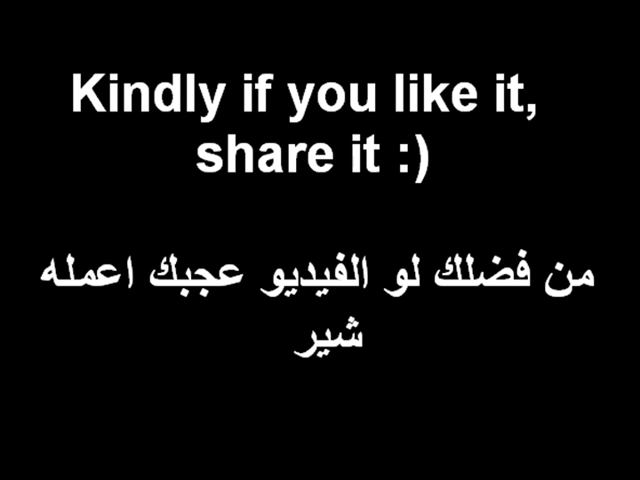 Kindly if you like it,
share it :)
من فضلك لو الفيديو عجبك اعمله
شير